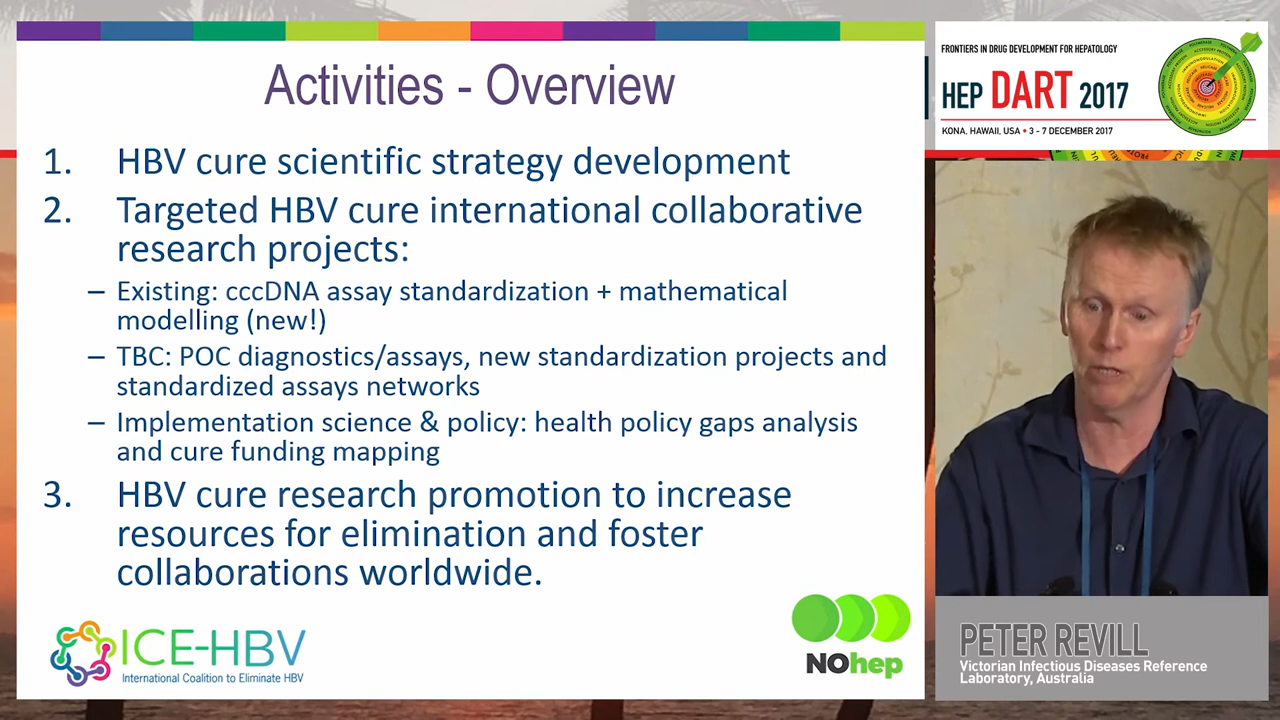 Activities - Overview
1. HBV cure scientific strategy development
2. Targeted HBV cure international collaborative
research projects:
– Existing: cccDNA assay standardization + mathematical
modelling (new!)
– TBC: POC diagnostics/assays, new standardization projects and
standardized assays networks
– Implementation science & policy: health policy gaps analysis
and cure funding mapping
3. HBV cure research promotion to increase
resources for elimination and foster
collaborations worldwide.
ICE-HBV
International Coalition to Eliminate HBV
NOhep
FRONTIERS IN DRUG DEVELOPMENT FOR HEPATOLOGY
HEP DART 2017
KONA, HAWAII, USA • 3 - 7 DECEMBER 2017
PETER REVILL
Victorian Infectious Diseases Reference
Laboratory, Australia